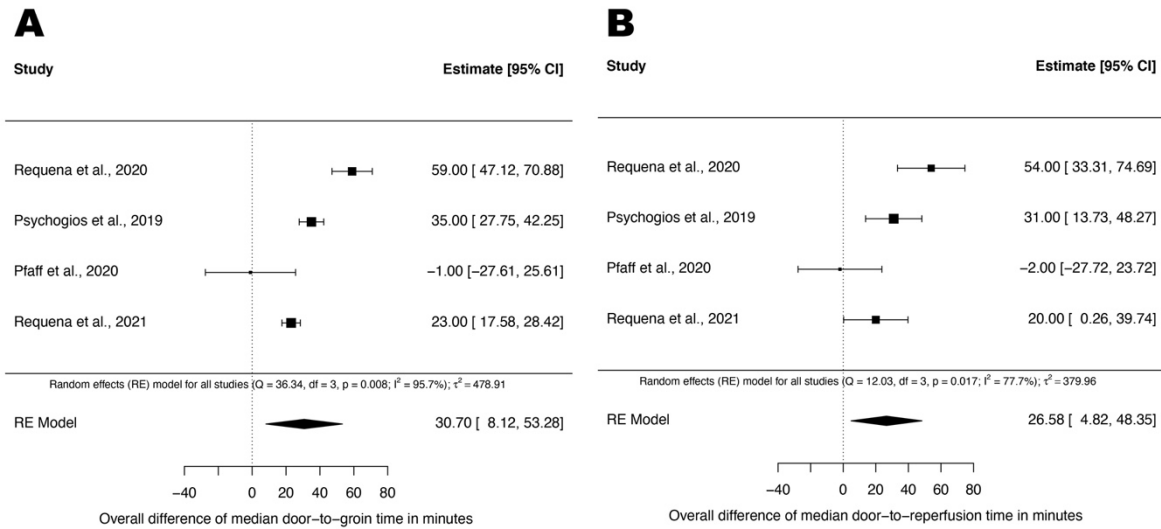 A
Study Estimate [95% CI]
Requena et al., 2020 59.00 [ 47.12, 70.88]
Psychogios et al., 2019 35.00 [ 27.75, 42.25]
Pfaff et al., 2020 −1.00 [−27.61, 25.61]
Requena et al., 2021 23.00 [ 17.58, 28.42]
Random effects (RE) model for all studies (Q = 36.34, df = 3, p = 0.008; I² = 95.7%); τ² = 478.91
RE Model 30.70 [ 8.12, 53.28]
−40 0 20 40 60 80
Overall difference of median door−to−groin time in minutes
B
Study Estimate [95% CI]
Requena et al., 2020 54.00 [ 33.31, 74.69]
Psychogios et al., 2019 31.00 [ 13.73, 48.27]
Pfaff et al., 2020 −2.00 [−27.72, 23.72]
Requena et al., 2021 20.00 [ 0.26, 39.74]
Random effects (RE) model for all studies (Q = 12.03, df = 3, p = 0.017; I² = 77.7%); τ² = 379.96
RE Model 26.58 [ 4.82, 48.35]
−40 0 20 40 60 80
Overall difference of median door−to−reperfusion time in minutes